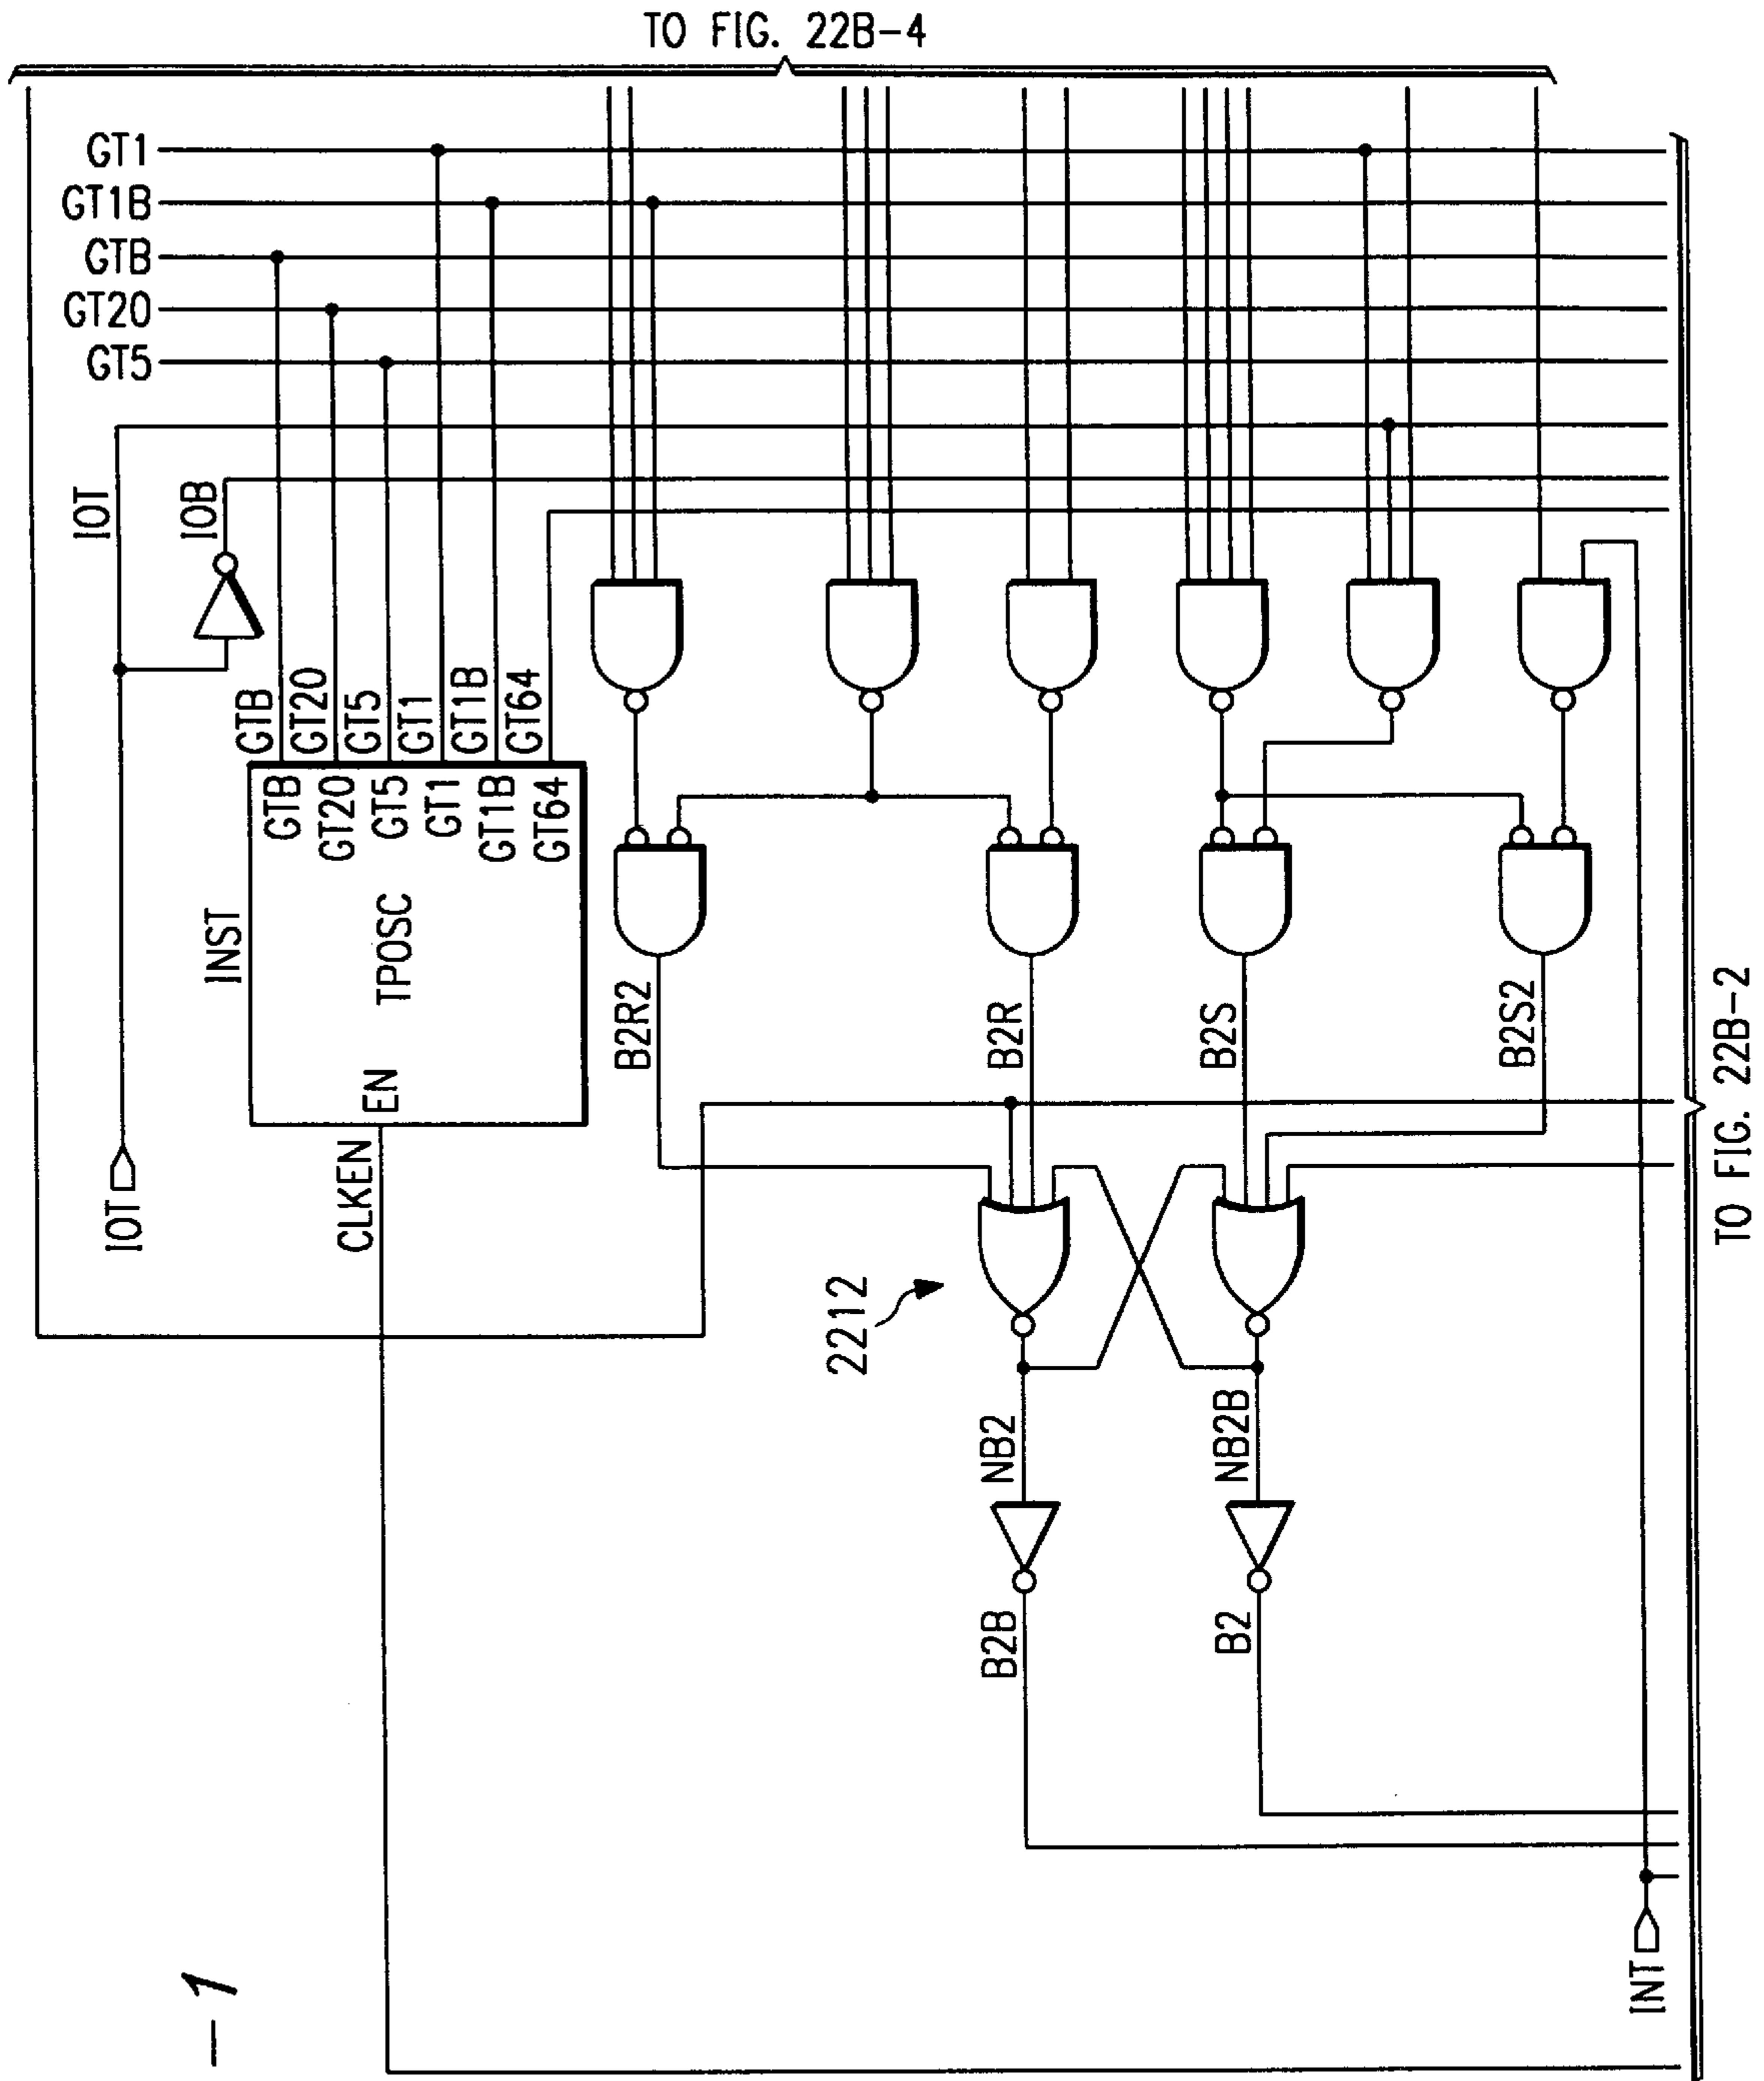 TO FIG. 22B-4
GT1
GT1B
GTB
GT20
GT5
IOT
IOB
GTB
GT20
GT5
GT1
GT1B
GT64
GTB
GT20
GT5
GT1
GT1B
GT64
INST
TPOSC
EN
CLKEN
IOT
B2R2
B2R
B2S
B2S2
2212
NB2
NB2B
B2B
B2
INT
TO FIG. 22B-2
-1